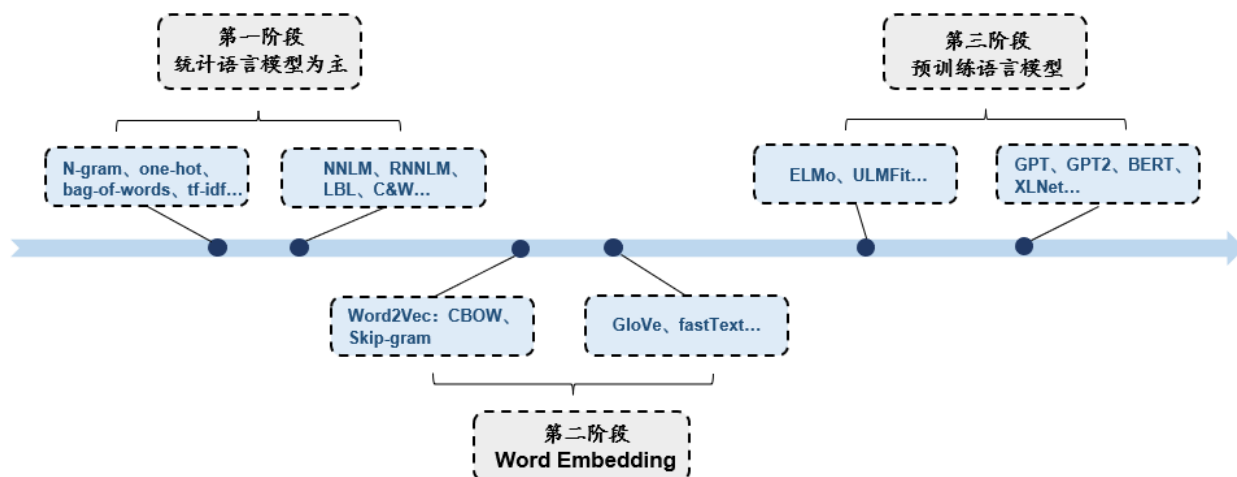 第一阶段
统计语言模型为主
第三阶段
预训练语言模型
N-gram、one-hot、
bag-of-words、tf-idf…
NNLM、RNNLM、
LBL、C&W…
ELMo、ULMFit…
GPT、GPT2、BERT、
XLNet…
Word2Vec：CBOW、
Skip-gram
GloVe、fastText…
第二阶段
Word Embedding